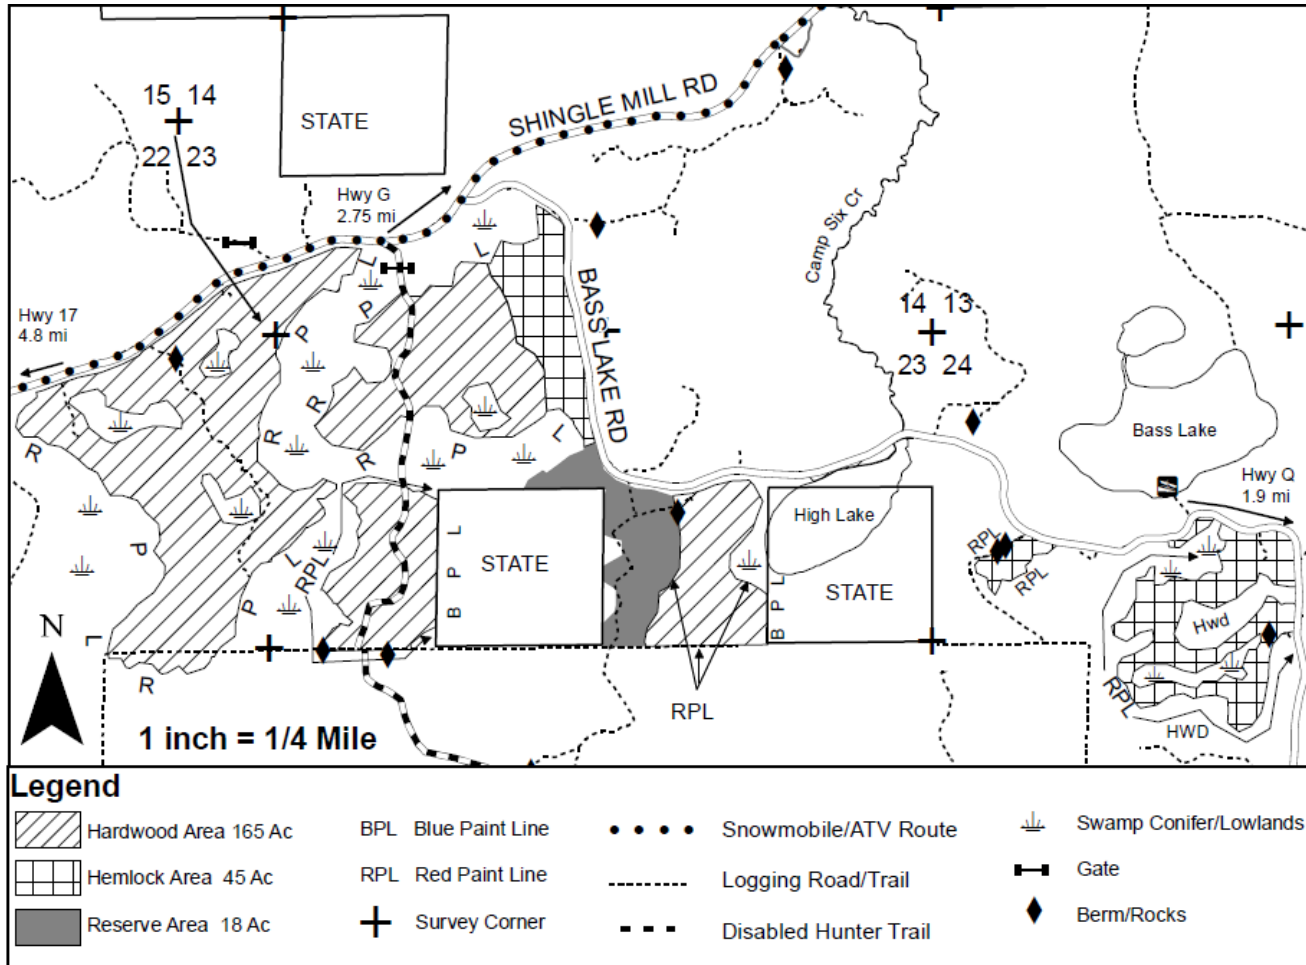 15 14
22 23
STATE
SHINGLE MILL RD
Hwy G
2.75 mi
Camp Six Cr
BASS LAKE RD
Hwy 17
4.8 mi
14 13
23 24
Bass Lake
Hwy Q
1.9 mi
L
L
P
P
R
R
R
P
L
R
P
L
R
L
P
RPL
B P L
STATE
High Lake
B P L
STATE
RPL
RPL
RPL
Hwd
RPL
HWD
N
1 inch = 1/4 Mile
Legend
Hardwood Area 165 Ac
Hemlock Area 45 Ac
Reserve Area 18 Ac
BPL Blue Paint Line
RPL Red Paint Line
Survey Corner
Snowmobile/ATV Route
Logging Road/Trail
Disabled Hunter Trail
Swamp Conifer/Lowlands
Gate
Berm/Rocks